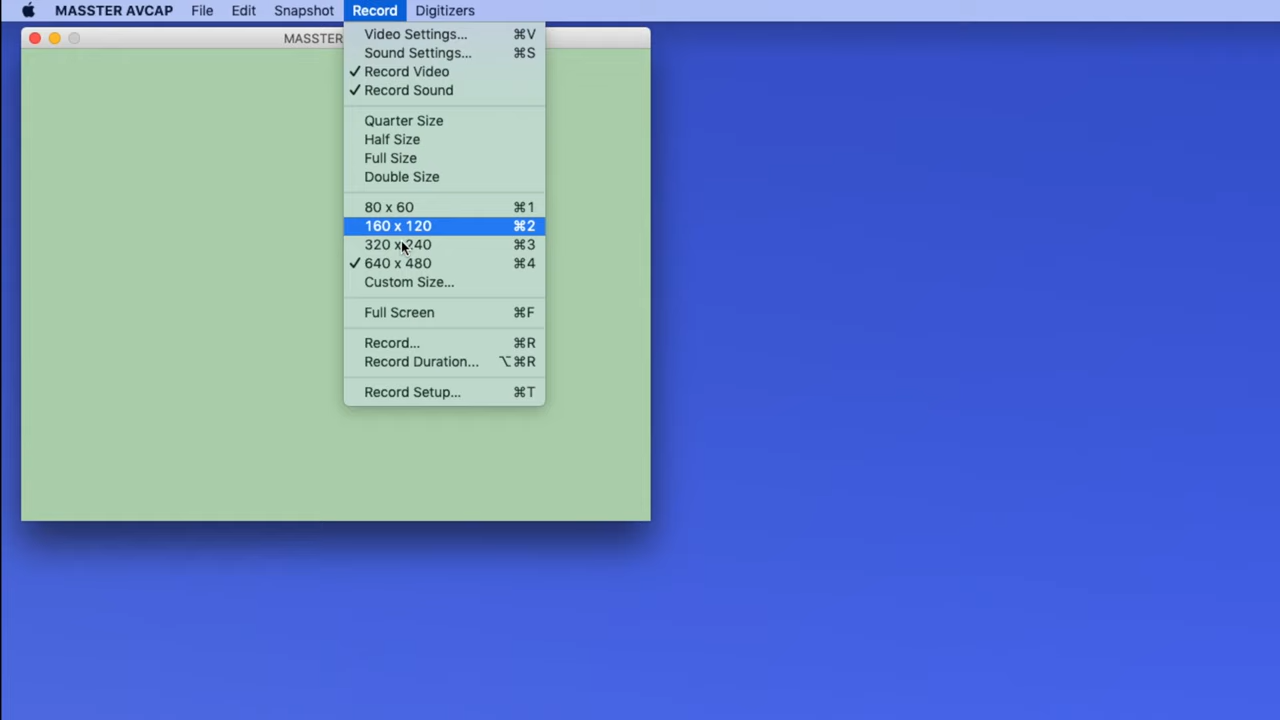 MASSTER AVCAP File Edit Snapshot Record Digitizers
MASSTER
Video Settings... ⌘V
Sound Settings... ⌘S
✓ Record Video
✓ Record Sound
Quarter Size
Half Size
Full Size
Double Size
80 x 60 ⌘1
160 x 120 ⌘2
320 x 240 ⌘3
✓ 640 x 480 ⌘4
Custom Size...
Full Screen ⌘F
Record... ⌘R
Record Duration... ⌥⌘R
Record Setup... ⌘T